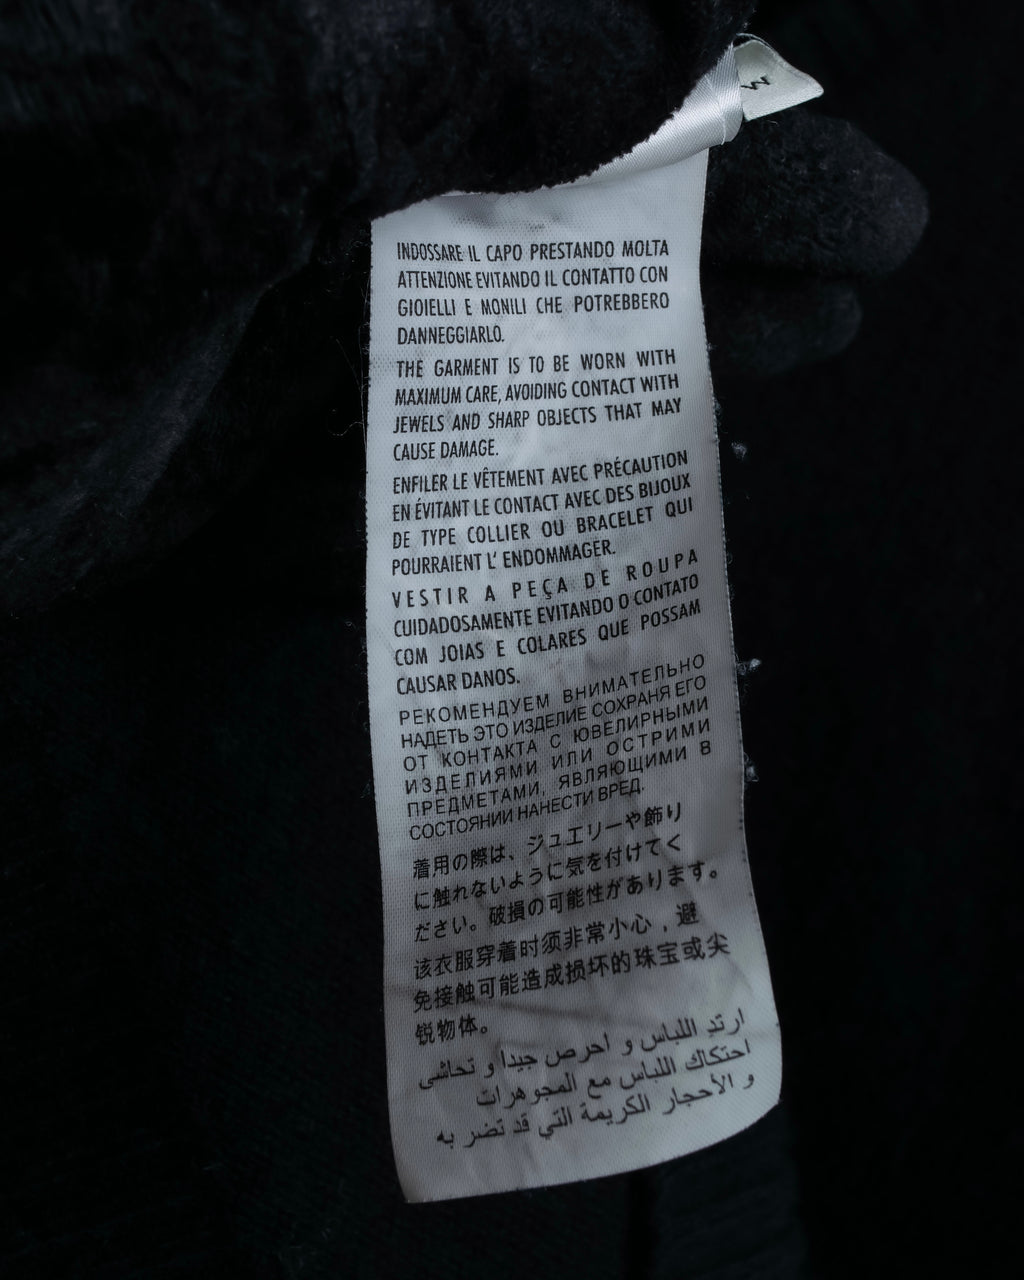 M
INDOSSARE IL CAPO PRESTANDO MOLTA
ATTENZIONE EVITANDO IL CONTATTO CON
GIOIELLI E MONILI CHE POTREBBERO
DANNEGGIARLO.
THE GARMENT IS TO BE WORN WITH
MAXIMUM CARE, AVOIDING CONTACT WITH
JEWELS AND SHARP OBJECTS THAT MAY
CAUSE DAMAGE.
ENFILER LE VÊTEMENT AVEC PRÉCAUTION
EN ÉVITANT LE CONTACT AVEC DES BIJOUX
DE TYPE COLLIER OU BRACELET QUI
POURRAIENT L' ENDOMMAGER.
VESTIR A PEÇA DE ROUPA
CUIDADOSAMENTE EVITANDO O CONTATO
COM JOIAS E COLARES QUE POSSAM
CAUSAR DANOS.
РЕКОМЕНДУЕМ ВНИМАТЕЛЬНО
НАДЕТЬ ЭТО ИЗДЕЛИЕ СОХРАНЯ ЕГО
ОТ КОНТАКТА С ЮВЕЛИРНЫМИ
ИЗДЕЛИЯМИ ИЛИ ОСТРИМИ
ПРЕДМЕТАМИ, ЯВЛЯЮЩИМИ В
СОСТОЯНИИ НАНЕСТИ ВРЕД.
着用の際は、ジュエリーや飾り
に触れないように気を付けてく
ださい。破損の可能性があります。
该衣服穿着时须非常小心，避
免接触可能造成损坏的珠宝或尖
锐物体。
ارتدِ اللباس و احرص جيدا و تحاشى
احتكاك اللباس مع المجوهرات
و الأحجار الكريمة التي قد تضر به